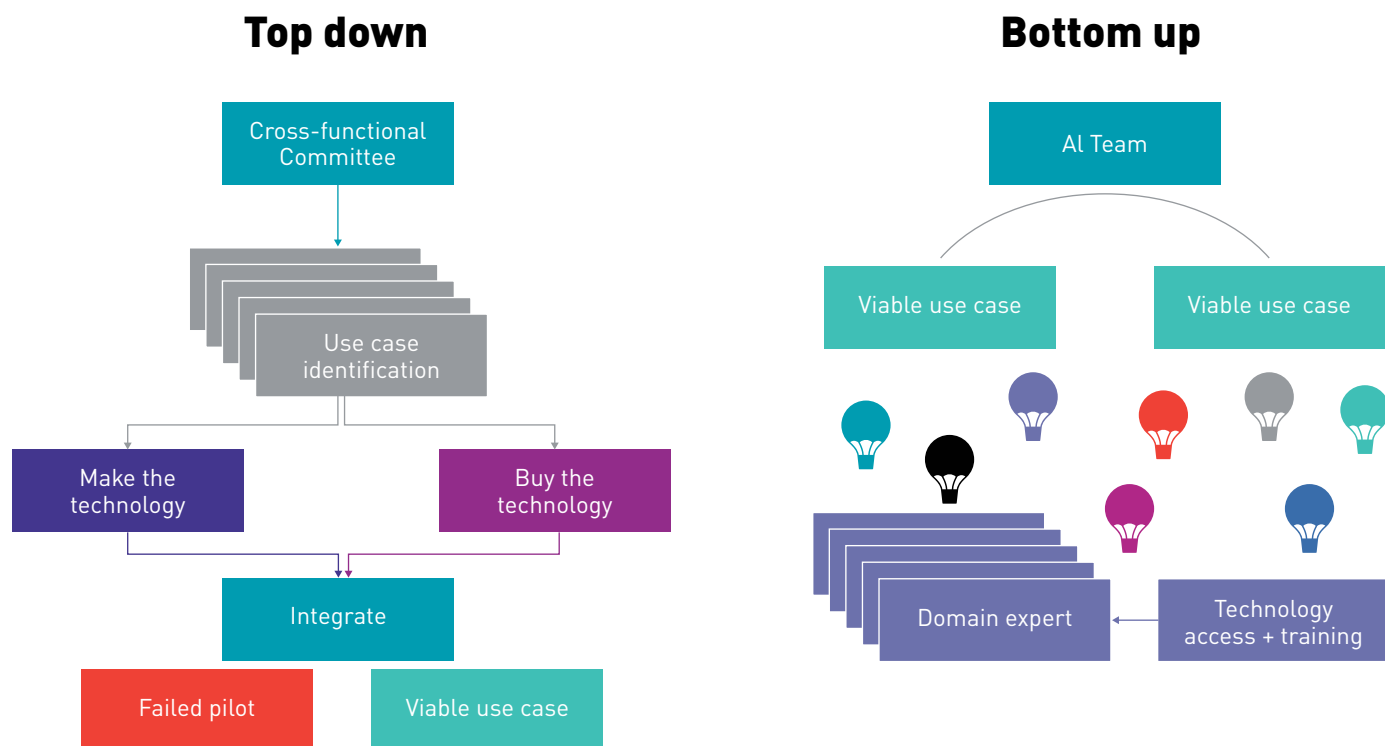 Top down
Cross-functional
Committee
Use case
identification
Make the
technology
Buy the
technology
Integrate
Failed pilot
Viable use case
Bottom up
AI Team
Viable use case
Viable use case
Domain expert
Technology
access + training